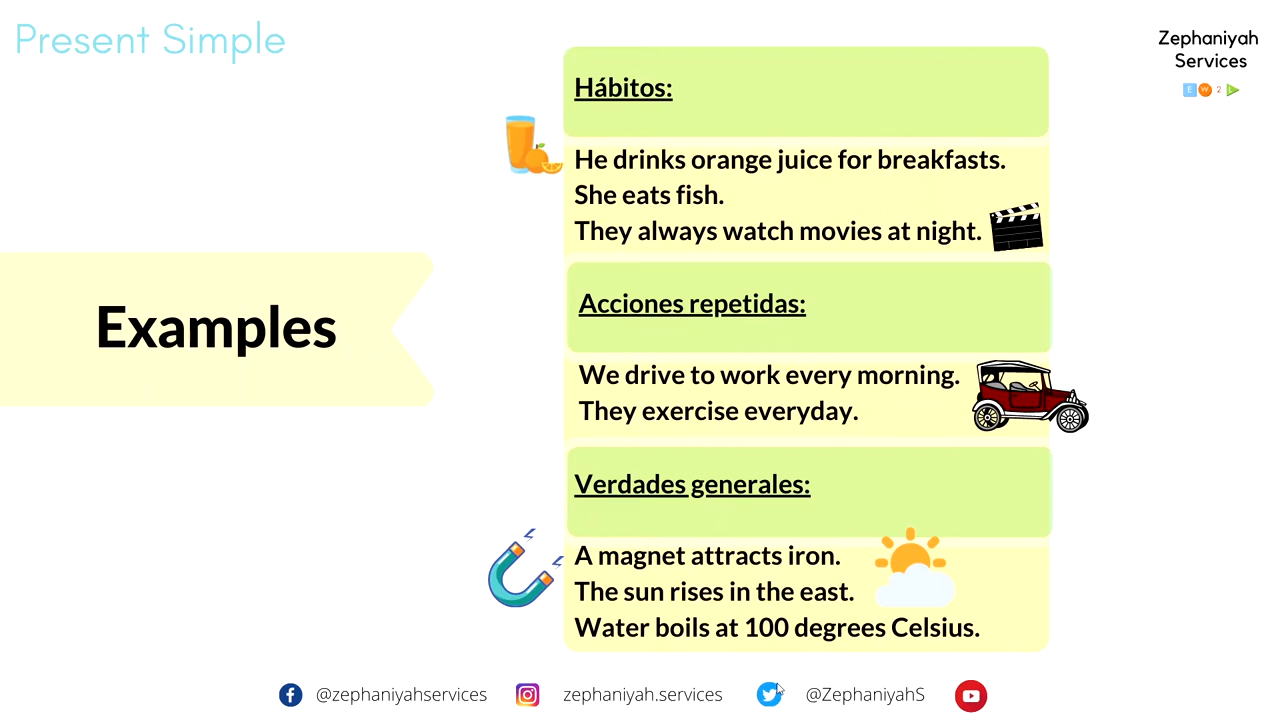 Present Simple
Zephaniyah
Services
E W 2
Hábitos:
He drinks orange juice for breakfasts.
She eats fish.
They always watch movies at night.
Examples
Acciones repetidas:
We drive to work every morning.
They exercise everyday.
Verdades generales:
A magnet attracts iron.
The sun rises in the east.
Water boils at 100 degrees Celsius.
@zephaniyahservices zephaniyah.services @ZephaniyahS